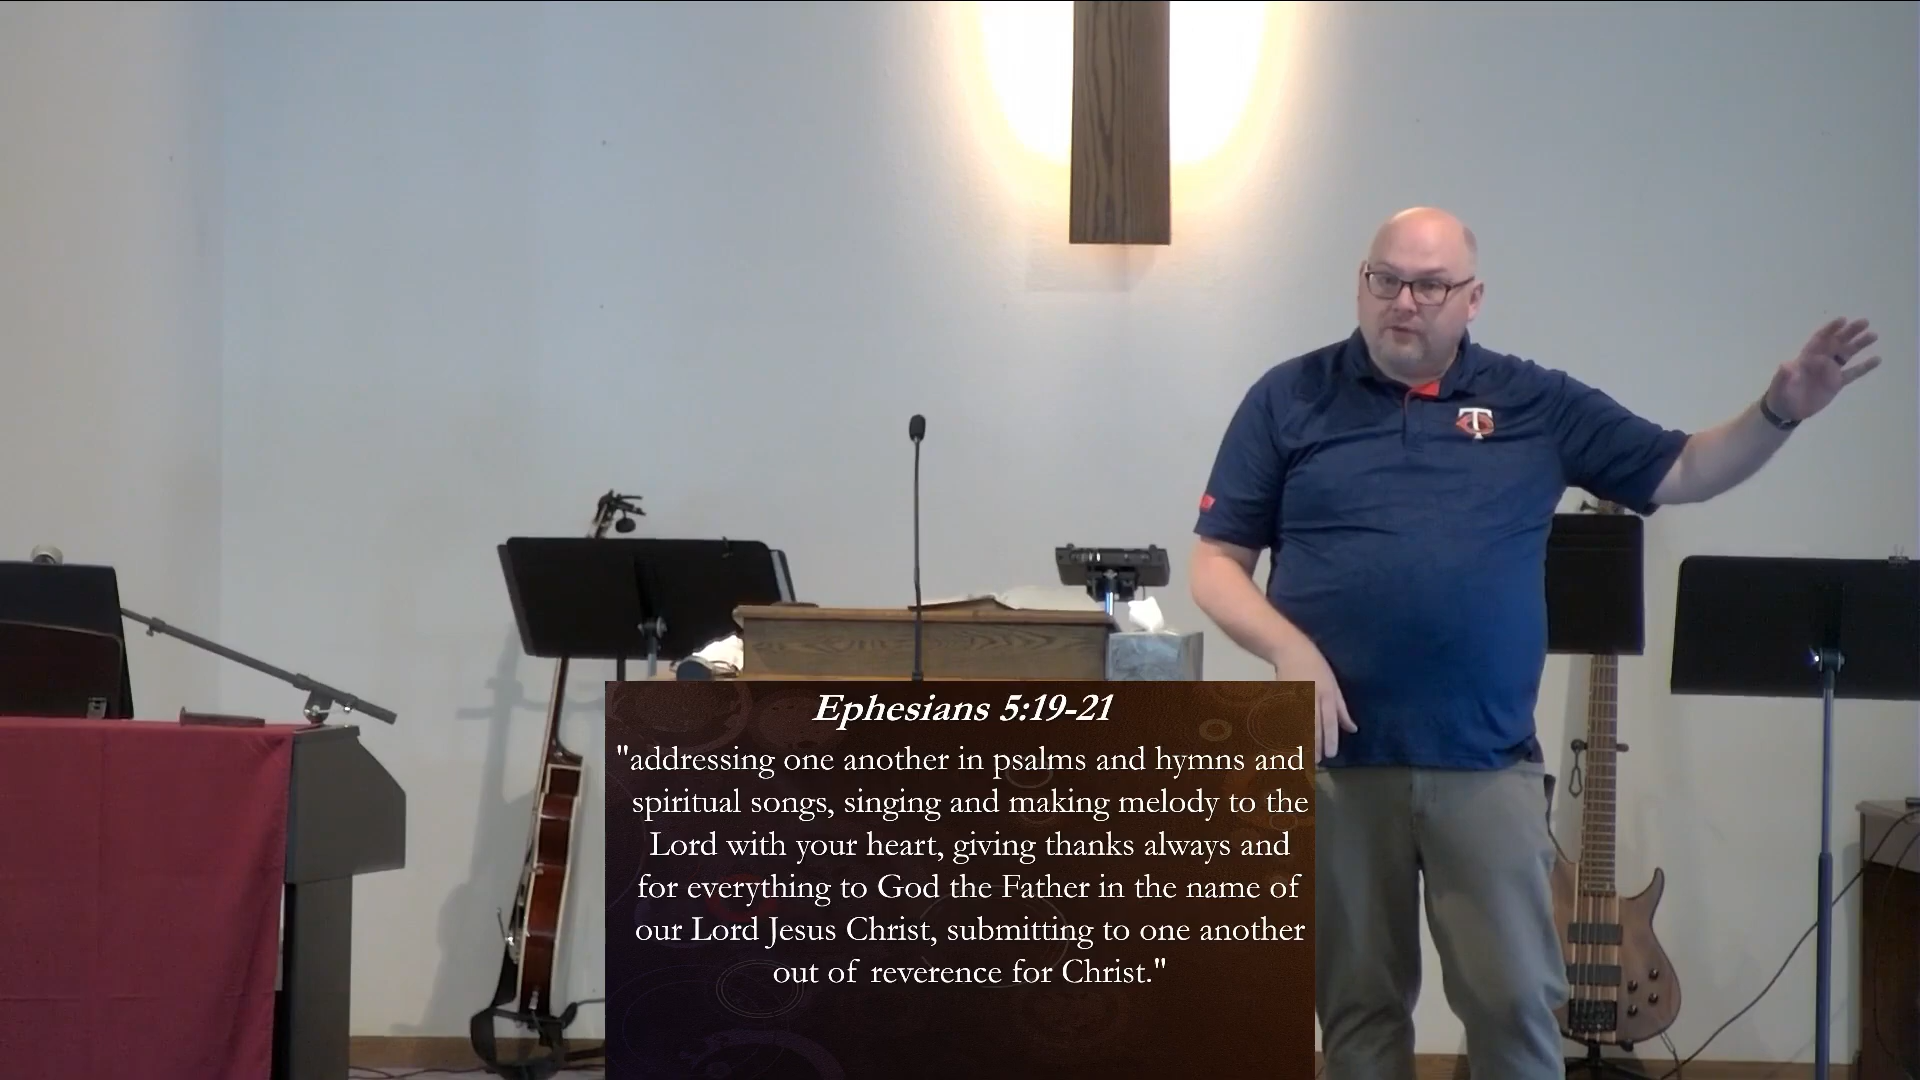 TC
Ephesians 5:19-21
"addressing one another in psalms and hymns and
spiritual songs, singing and making melody to the
Lord with your heart, giving thanks always and
for everything to God the Father in the name of
our Lord Jesus Christ, submitting to one another
out of reverence for Christ."